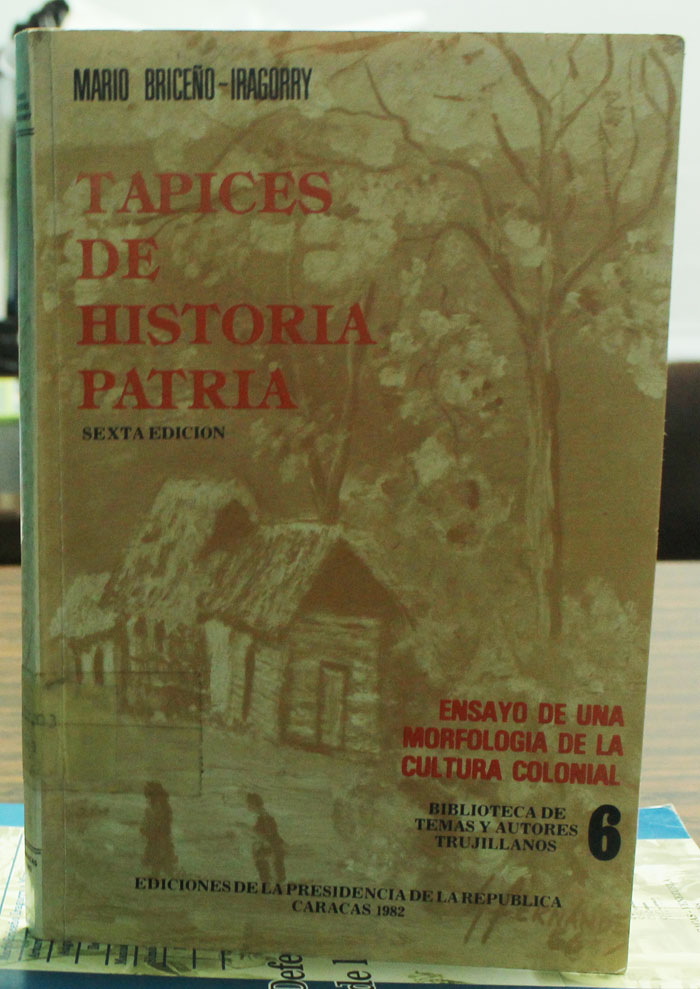 MARIO BRICEÑO-IRAGORRY
TAPICES
DE
HISTORIA
PATRIA
SEXTA EDICION
ENSAYO DE UNA
MORFOLOGIA DE LA
CULTURA COLONIAL
BIBLIOTECA DE
TEMAS Y AUTORES
TRUJILLANOS
6
EDICIONES DE LA PRESIDENCIA DE LA REPUBLICA
CARACAS 1982